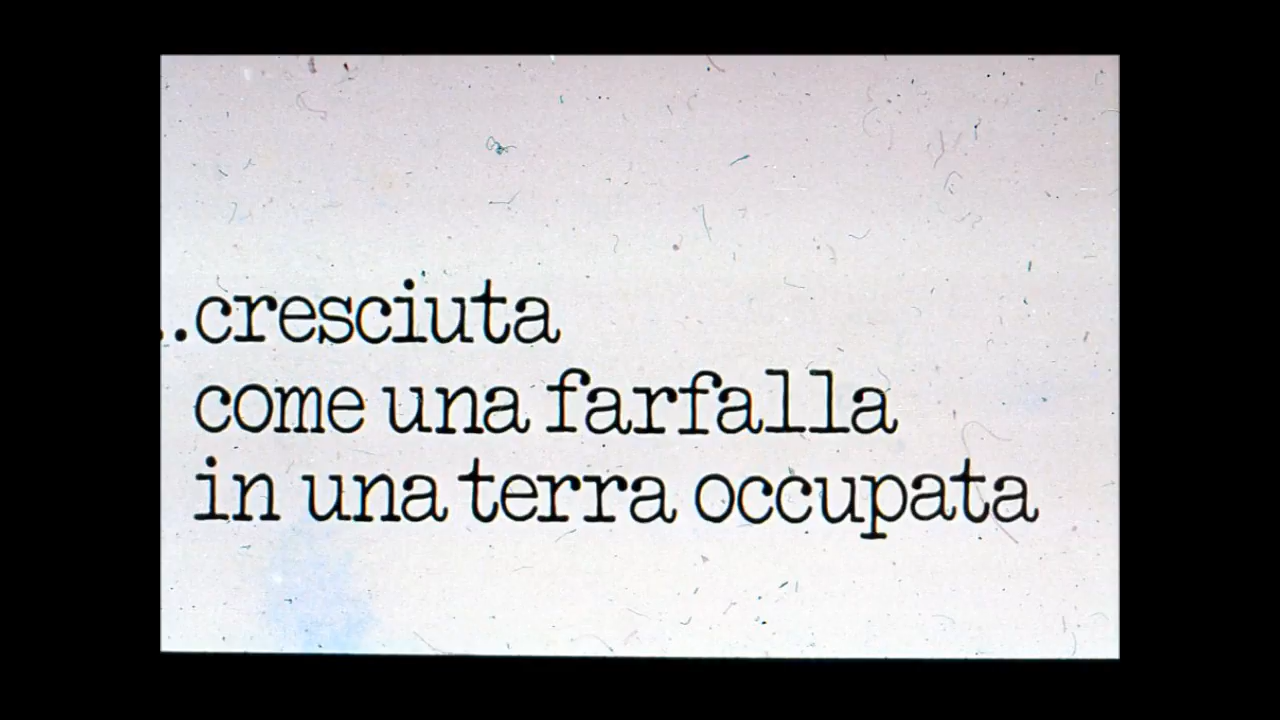 ..cresciuta
come una farfalla
in una terra occupata